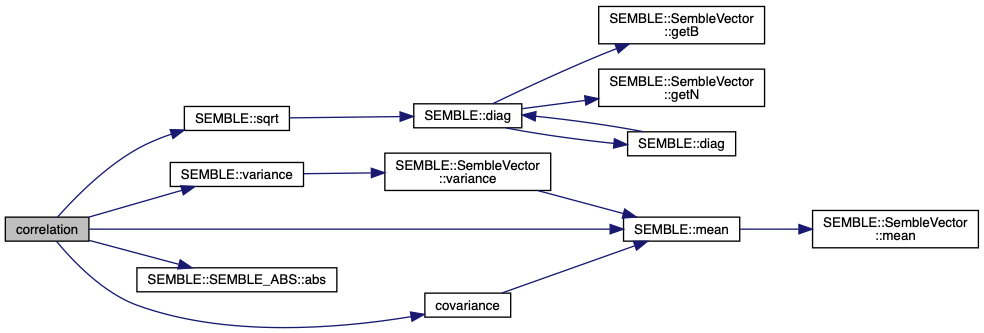 SEMBLE::SembleVector
::getB
SEMBLE::SembleVector
::getN
SEMBLE::sqrt
SEMBLE::diag
SEMBLE::diag
SEMBLE::variance
SEMBLE::SembleVector
::variance
correlation
SEMBLE::mean
SEMBLE::SembleVector
::mean
SEMBLE::SEMBLE_ABS::abs
covariance